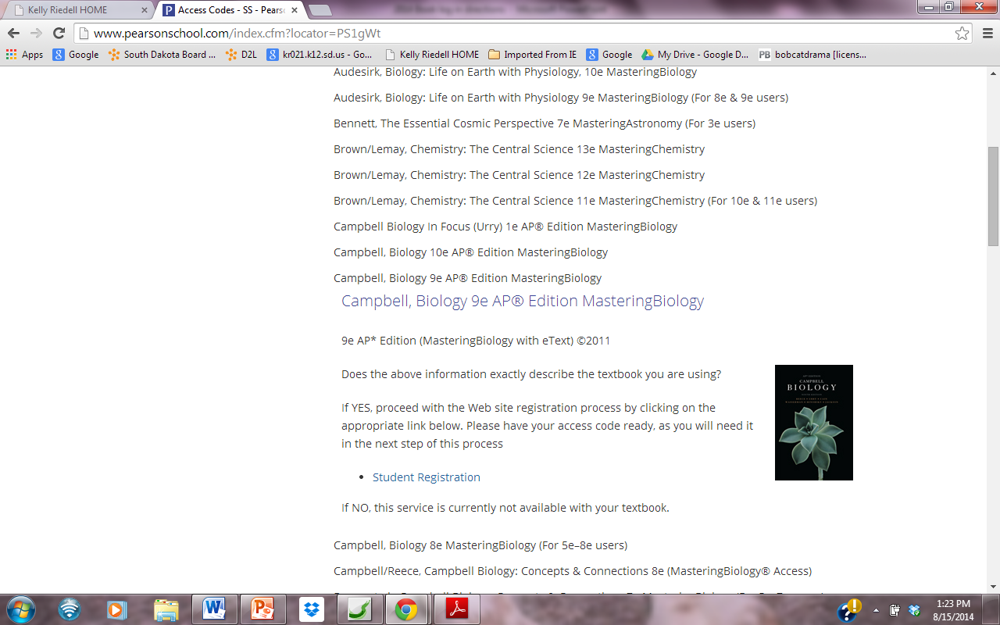 Kelly Riedell HOME
Access Codes - SS - Pears
www.pearsonschool.com/index.cfm?locator=PS1gWt
Apps Google South Dakota Board ... D2L kr021.k12.sd.us - Go... Kelly Riedell HOME Imported From IE Google My Drive - Google D... PB bobcatdrama [licens...
Audesirk, Biology: Life on Earth with Physiology, 10e MasteringBiology
Audesirk, Biology: Life on Earth with Physiology 9e MasteringBiology (For 8e & 9e users)
Bennett, The Essential Cosmic Perspective 7e MasteringAstronomy (For 3e users)
Brown/Lemay, Chemistry: The Central Science 13e MasteringChemistry
Brown/Lemay, Chemistry: The Central Science 12e MasteringChemistry
Brown/Lemay, Chemistry: The Central Science 11e MasteringChemistry (For 10e & 11e users)
Campbell Biology In Focus (Urry) 1e AP® Edition MasteringBiology
Campbell, Biology 10e AP® Edition MasteringBiology
Campbell, Biology 9e AP® Edition MasteringBiology
Campbell, Biology 9e AP® Edition MasteringBiology
9e AP* Edition (MasteringBiology with eText) ©2011
Does the above information exactly describe the textbook you are using?
If YES, proceed with the Web site registration process by clicking on the
appropriate link below. Please have your access code ready, as you will need it
in the next step of this process
CAMPBELL
BIOLOGY
• Student Registration
If NO, this service is currently not available with your textbook.
Campbell, Biology 8e MasteringBiology (For 5e–8e users)
Campbell/Reece, Campbell Biology: Concepts & Connections 8e (MasteringBiology® Access)
1:23 PM
8/15/2014